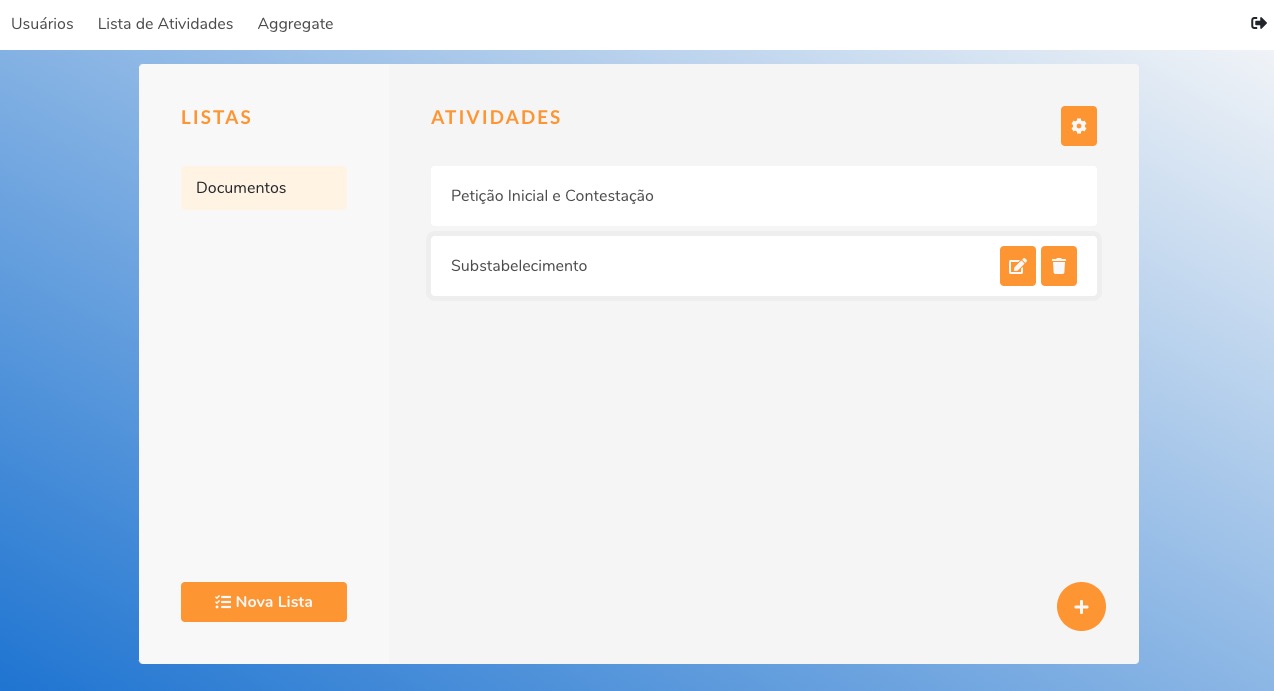 Usuários Lista de Atividades Aggregate
LISTAS
ATIVIDADES
Documentos
Petição Inicial e Contestação
Substabelecimento
Nova Lista